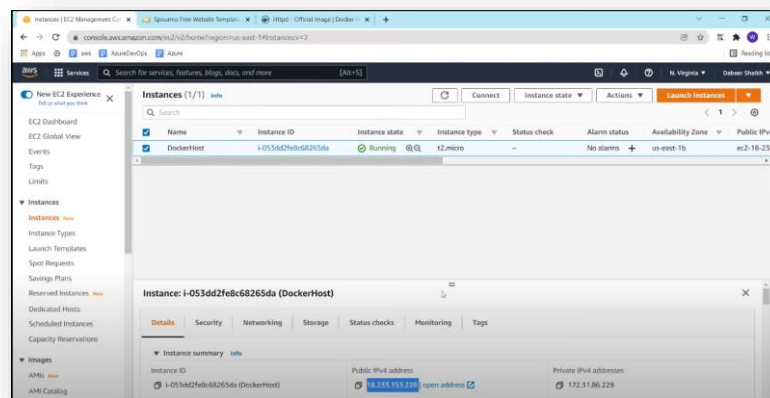 Instances | EC2 Management Co
Spourmo Free Website Template
Httpd - Official Image | Docker H
console.aws.amazon.com/ec2/v2/home?region=us-east-1#Instances:v=3
Apps
aws
AzureDevOps
Azure
Reading list
aws
Services
Search for services, features, blogs, docs, and more
[Alt+S]
N. Virginia
Dabeer Shaikh
New EC2 Experience
Tell us what you think
EC2 Dashboard
EC2 Global View
Events
Tags
Limits
Instances
Instances New
Instance Types
Launch Templates
Spot Requests
Savings Plans
Reserved Instances New
Dedicated Hosts
Scheduled Instances
Capacity Reservations
Images
AMIs New
AMI Catalog
Instances (1/1) Info
Connect
Instance state
Actions
Launch instances
Search
1
Name
Instance ID
Instance state
Instance type
Status check
Alarm status
Availability Zone
Public IPv
DockerHost
i-053dd2fe8c68265da
Running
t2.micro
–
No alarms +
us-east-1b
ec2-18-23
Instance: i-053dd2fe8c68265da (DockerHost)
Details
Security
Networking
Storage
Status checks
Monitoring
Tags
Instance summary Info
Instance ID
Public IPv4 address
Private IPv4 addresses
i-053dd2fe8c68265da (DockerHost)
18.233.153.228 | open address
172.31.86.229